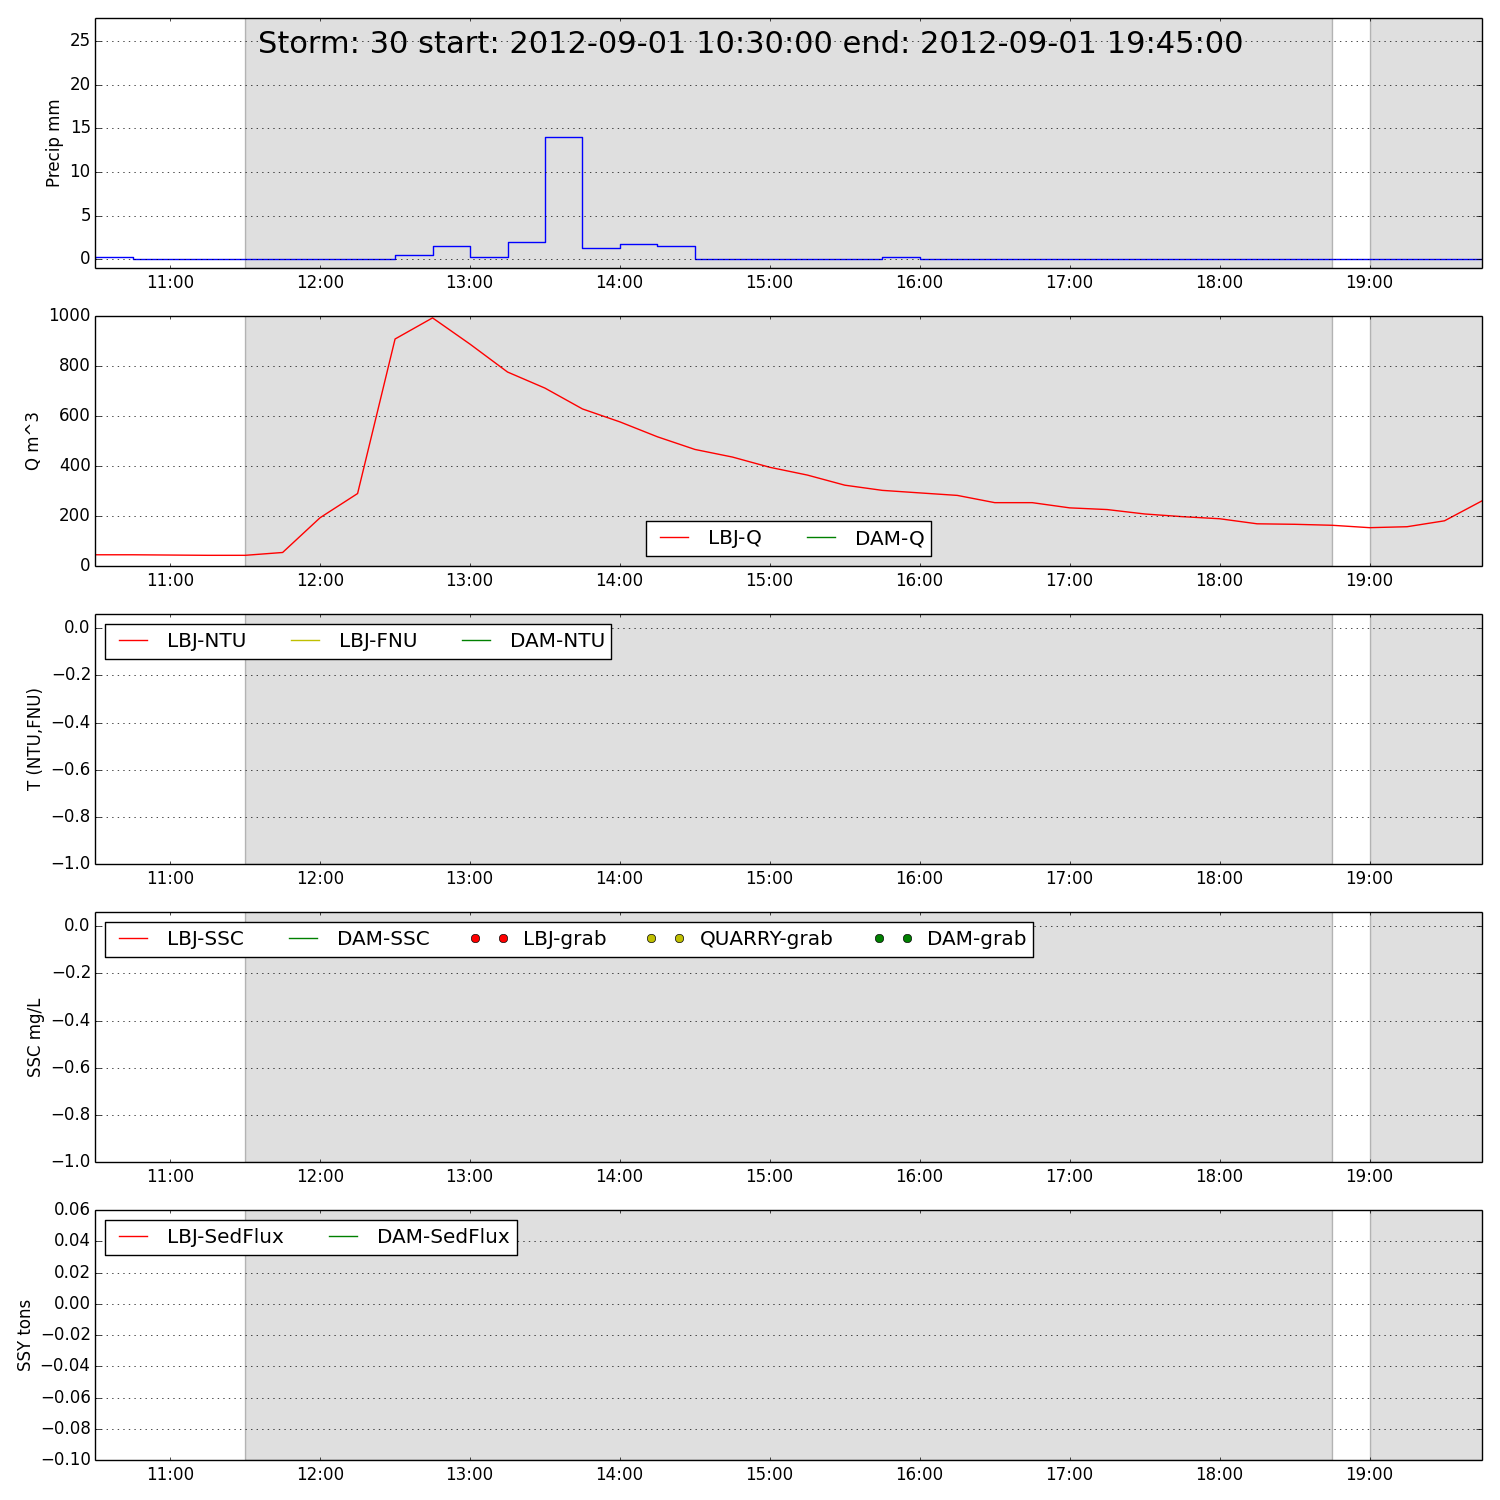 Storm: 30 start: 2012-09-01 10:30:00 end: 2012-09-01 19:45:00
Precip mm
25
20
15
10
5
0
11:00 12:00 13:00 14:00 15:00 16:00 17:00 18:00 19:00
Q m^3
1000
800
600
400
200
0
LBJ-Q DAM-Q
11:00 12:00 13:00 14:00 15:00 16:00 17:00 18:00 19:00
T (NTU,FNU)
LBJ-NTU LBJ-FNU DAM-NTU
0.0
−0.2
−0.4
−0.6
−0.8
−1.0
11:00 12:00 13:00 14:00 15:00 16:00 17:00 18:00 19:00
SSC mg/L
LBJ-SSC DAM-SSC LBJ-grab QUARRY-grab DAM-grab
0.0
−0.2
−0.4
−0.6
−0.8
−1.0
11:00 12:00 13:00 14:00 15:00 16:00 17:00 18:00 19:00
SSY tons
LBJ-SedFlux DAM-SedFlux
0.06
0.04
0.02
0.00
−0.02
−0.04
−0.06
−0.08
−0.10
11:00 12:00 13:00 14:00 15:00 16:00 17:00 18:00 19:00